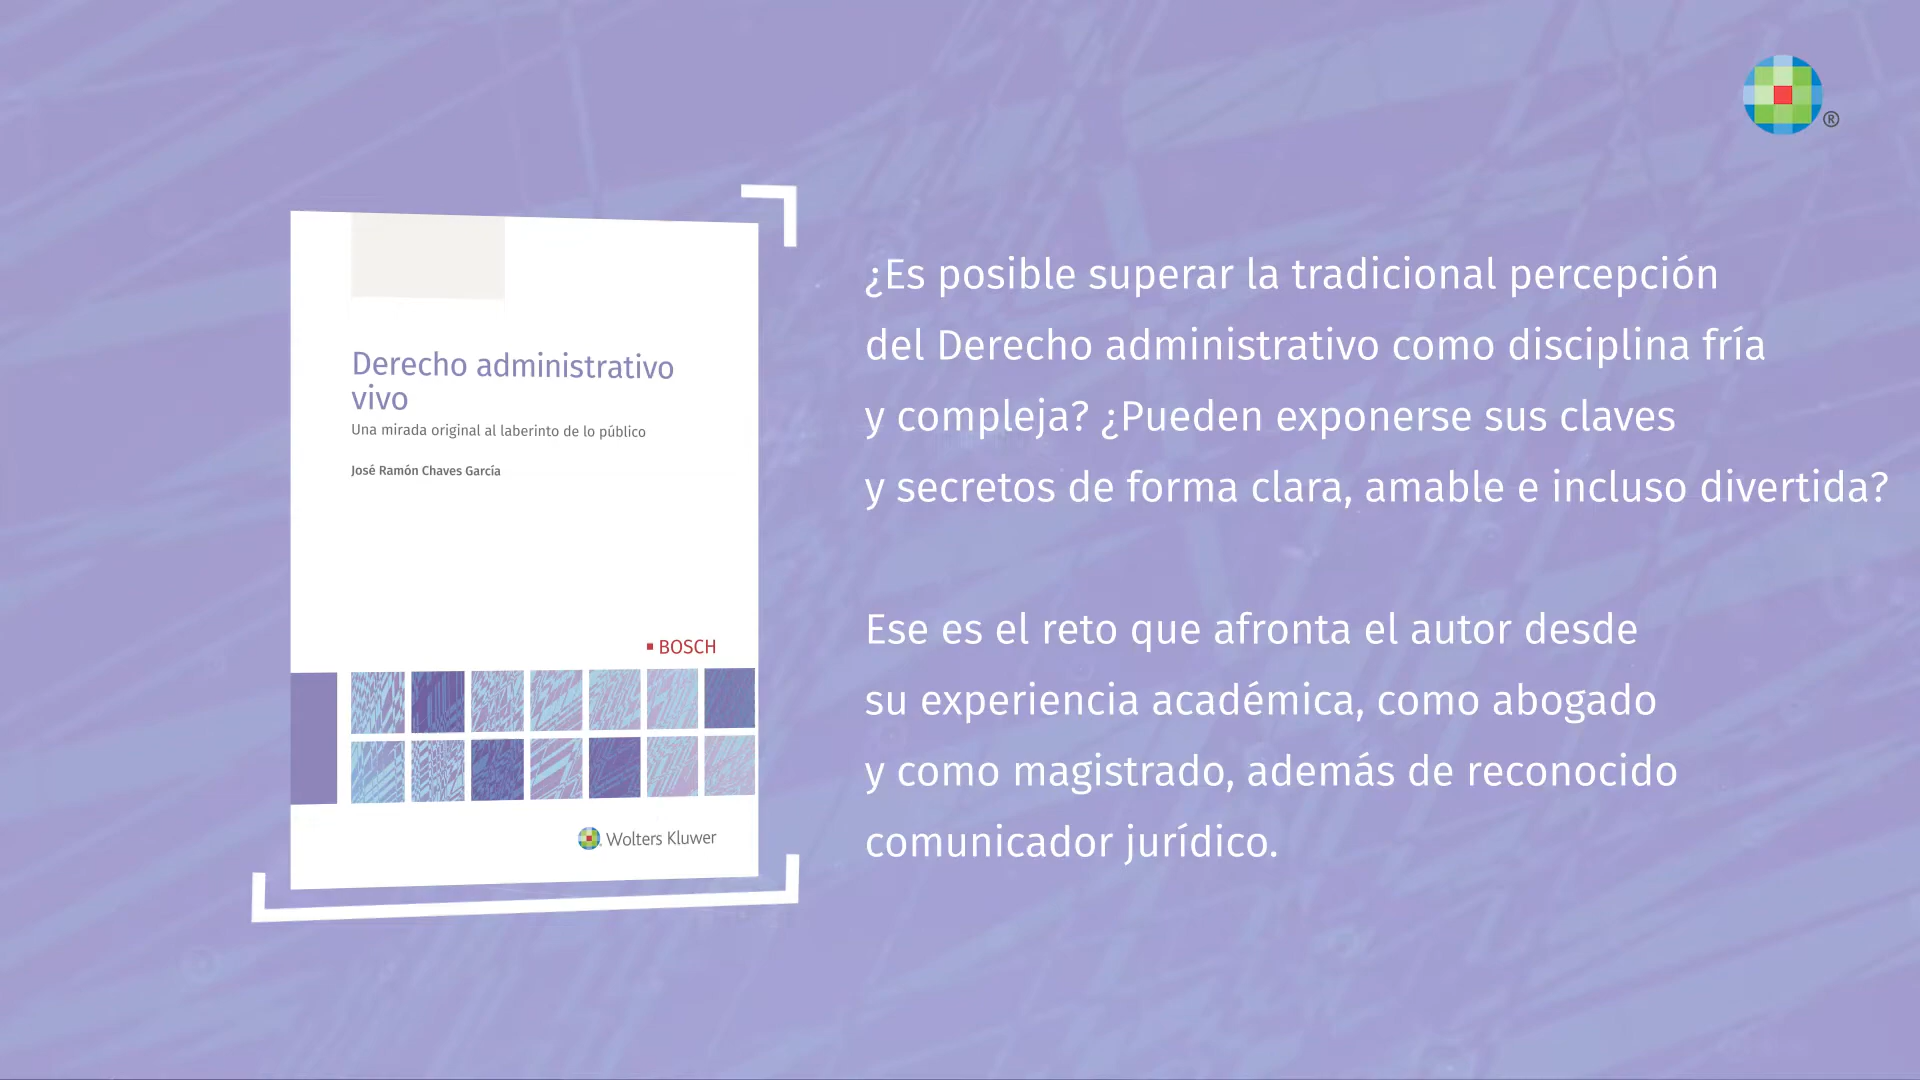 ®
Derecho administrativo
vivo
Una mirada original al laberinto de lo público
José Ramón Chaves García
BOSCH
Wolters Kluwer
¿Es posible superar la tradicional percepción
del Derecho administrativo como disciplina fría
y compleja? ¿Pueden exponerse sus claves
y secretos de forma clara, amable e incluso divertida?
Ese es el reto que afronta el autor desde
su experiencia académica, como abogado
y como magistrado, además de reconocido
comunicador jurídico.